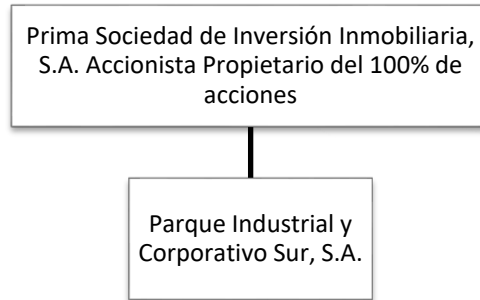 Prima Sociedad de Inversión Inmobiliaria,
S.A. Accionista Propietario del 100% de
acciones
Parque Industrial y
Corporativo Sur, S.A.